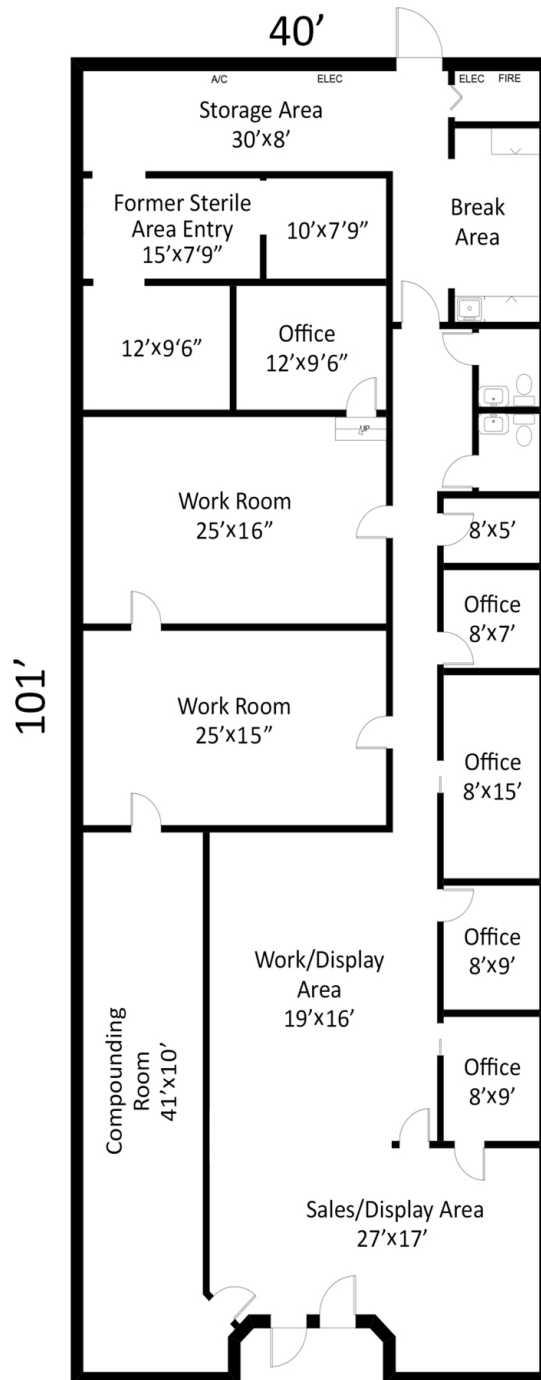 40’
A/C
ELEC
ELEC
FIRE
Storage Area
30’x8’
Former Sterile
Area Entry
15’x7’9”
10’x7’9”
Break
Area
12’x9‘6”
Office
12’x9’6”
UP
Work Room
25’x16”
8’x5’
Office
8’x7’
101’
Work Room
25’x15”
Office
8’x15’
Office
8’x9’
Work/Display
Area
19’x16’
Compounding
Room
41’x10’
Office
8’x9’
Sales/Display Area
27’x17’